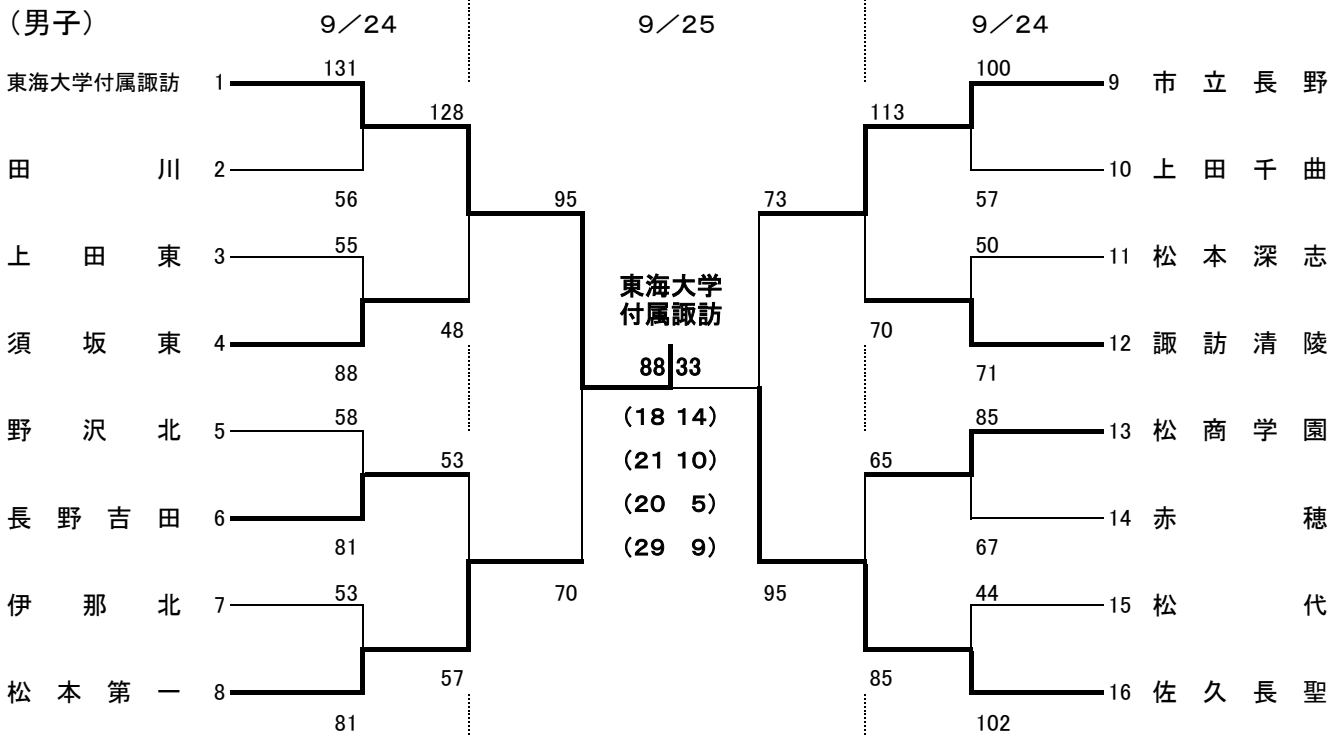 (男子) 9／24 9／25 9／24
131 100
東海大学付属諏訪 1 9 市立長野
128 113
田川 2 10 上田千曲
56 95 73 57
55 50
上田東 3 11 松本深志
東海大学
付属諏訪
48 70
須坂東 4 12 諏訪清陵
88 88 33 71
58 (18 14) 85
野沢北 5 13 松商学園
53 (21 10) 65
(20 5)
長野吉田 6 14 赤穂
81 (29 9) 67
53 70 95 44
伊那北 7 15 松代
57 85
松本第一 8 16 佐久長聖
81 102